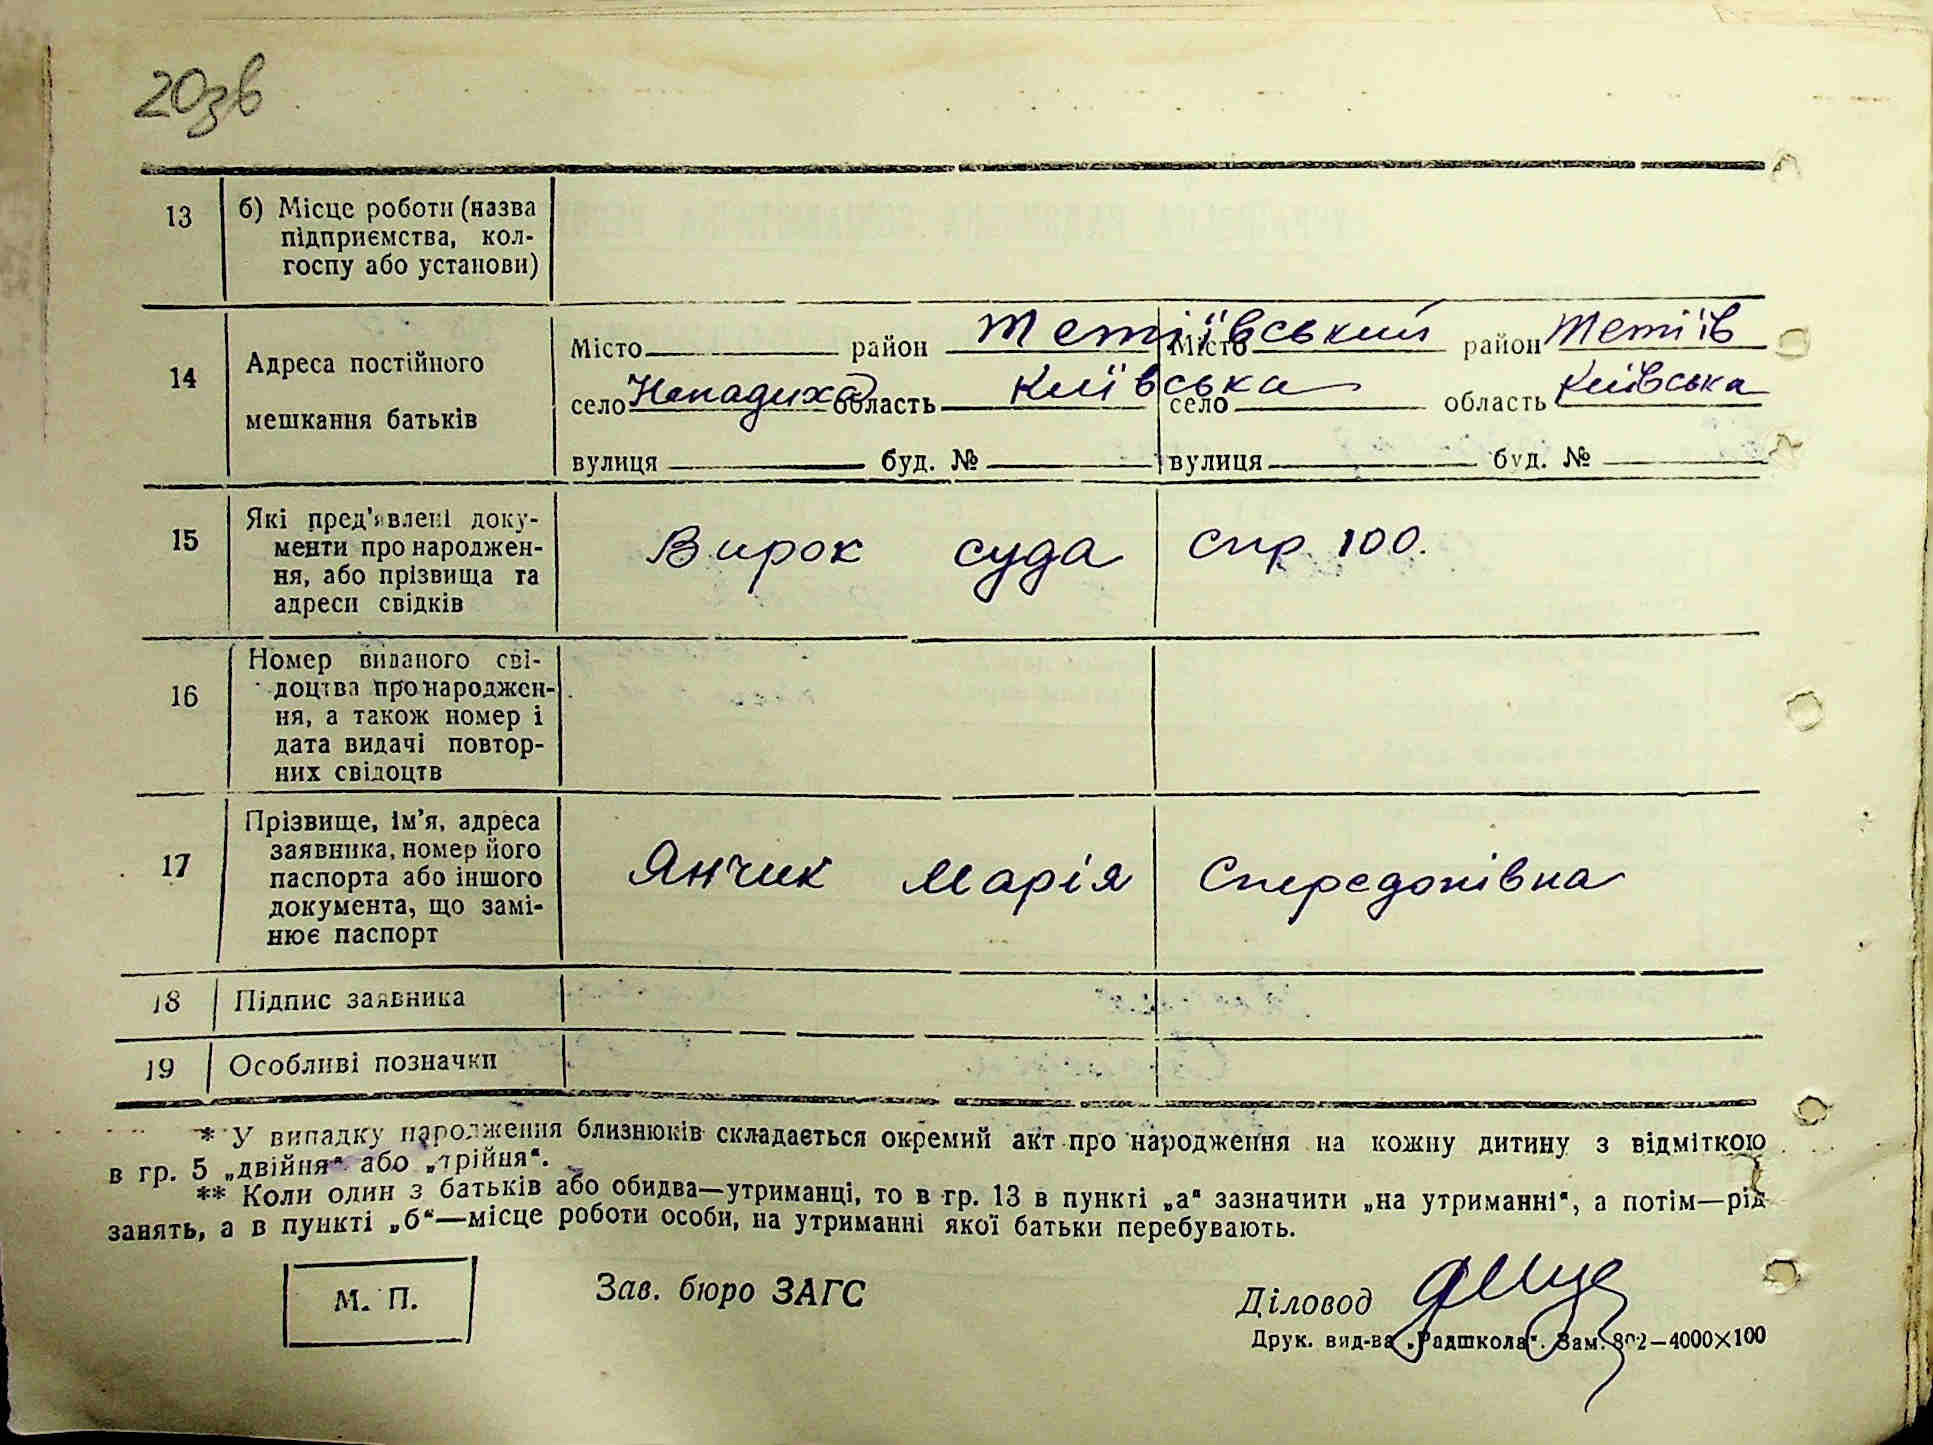 20зв
13 б) Місце роботи (назва
підприємства, кол-
госпу або установи)
14 Адреса постійного
мешкання батьків
Місто район Тетіївський Місто район Тетіїв
село Ненадиха область Київська село область Київська
вулиця буд. № вулиця буд. №
15 Які пред'явлені доку-
менти про народжен-
ня, або прізвища та
адреси свідків
Вирок суда спр. 100.
16 Номер виданого сві-
доцтва про народжен-
ня, а також номер і
дата видачі повтор-
них свідоцтв
17 Прізвище, ім'я, адреса
заявника, номер його
паспорта або іншого
документа, що замі-
нює паспорт
Янчик Марія Спередонівна
18 Підпис заявника
19 Особливі позначки
* У випадку народження близнюків складається окремий акт про народження на кожну дитину з відміткою
в гр. 5 „двійня“ або „трійня“.
** Коли один з батьків або обидва—утриманці, то в гр. 13 в пункті „а“ зазначити „на утриманні“, а потім—рід
занять, а в пункті „б“—місце роботи особи, на утриманні якої батьки перебувають.
М. П.
Зав. бюро ЗАГС
Діловод
Друк. вид-ва „Радшкола“. Зам. 802—4000×100